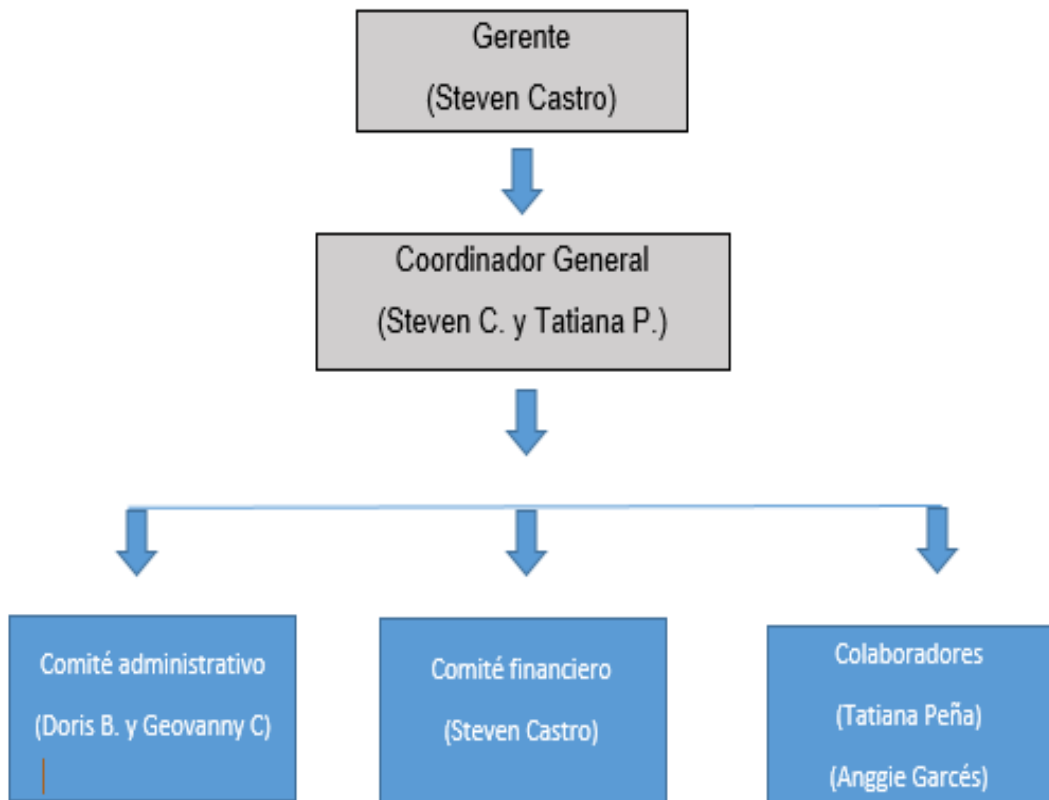 Gerente
(Steven Castro)
Coordinador General
(Steven C. y Tatiana P.)
Comité administrativo
(Doris B. y Geovanny C)
Comité financiero
(Steven Castro)
Colaboradores
(Tatiana Peña)
(Anggie Garcés)